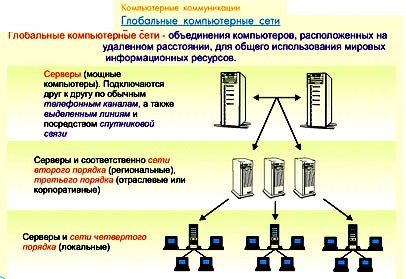 Компьютерные коммуникации
Глобальные компьютерные сети
Глобальные компьютерные сети - объединения компьютеров, расположенных на
удаленном расстоянии, для общего использования мировых
информационных ресурсов.
Серверы (мощные
компьютеры). Подключаются
друг к другу по обычным
телефонным каналам, а также
выделенным линиям и
посредством спутниковой
связи
Серверы и соответственно сети
второго порядка (региональные),
третьего порядка (отраслевые или
корпоративные)
Серверы и сети четвертого
порядка (локальные)